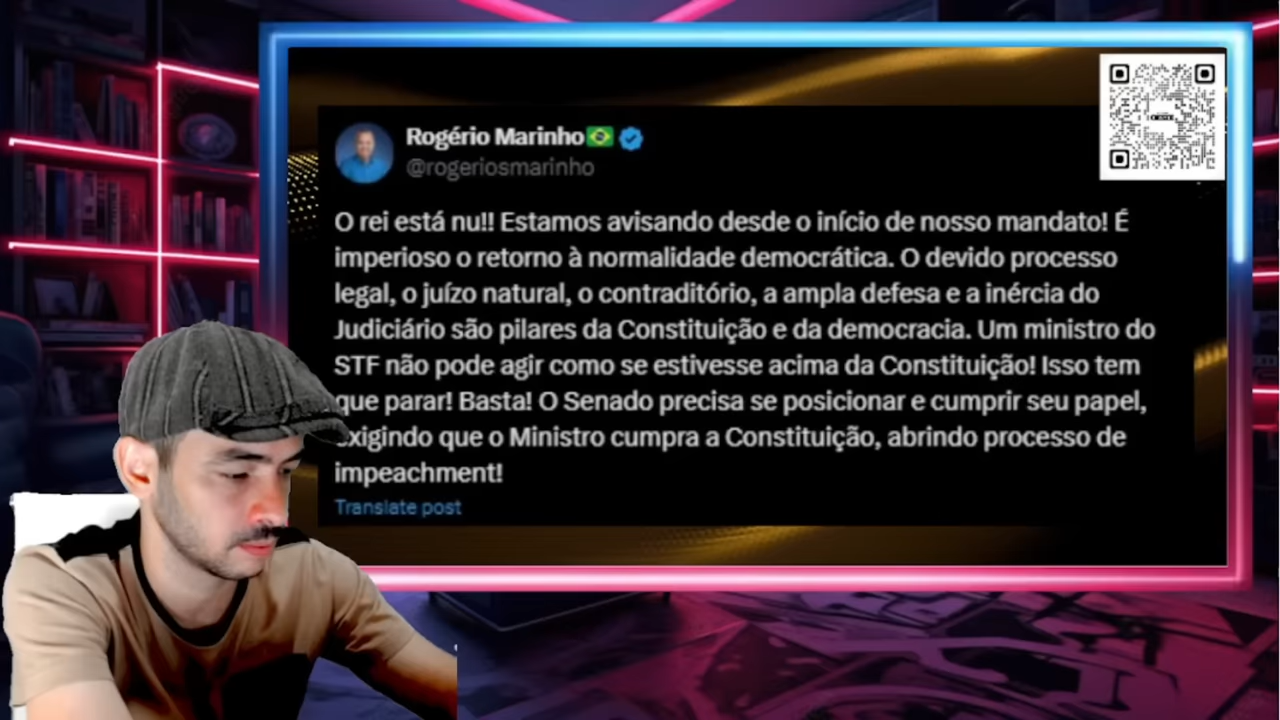 Rogério Marinho
@rogeriosmarinho
O rei está nu!! Estamos avisando desde o início de nosso mandato! É
imperioso o retorno à normalidade democrática. O devido processo
legal, o juízo natural, o contraditório, a ampla defesa e a inércia do
Judiciário são pilares da Constituição e da democracia. Um ministro do
STF não pode agir como se estivesse acima da Constituição! Isso tem
que parar! Basta! O Senado precisa se posicionar e cumprir seu papel,
exigindo que o Ministro cumpra a Constituição, abrindo processo de
impeachment!
Translate post